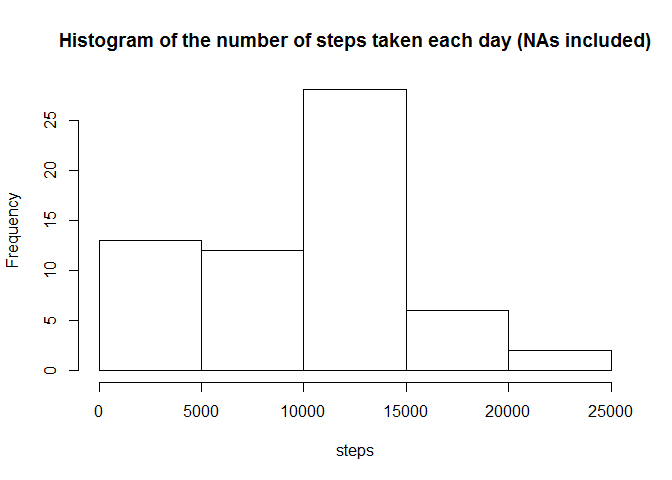 Histogram of the number of steps taken each day (NAs included)
Frequency
25
20
15
10
5
0
0 5000 10000 15000 20000 25000
steps